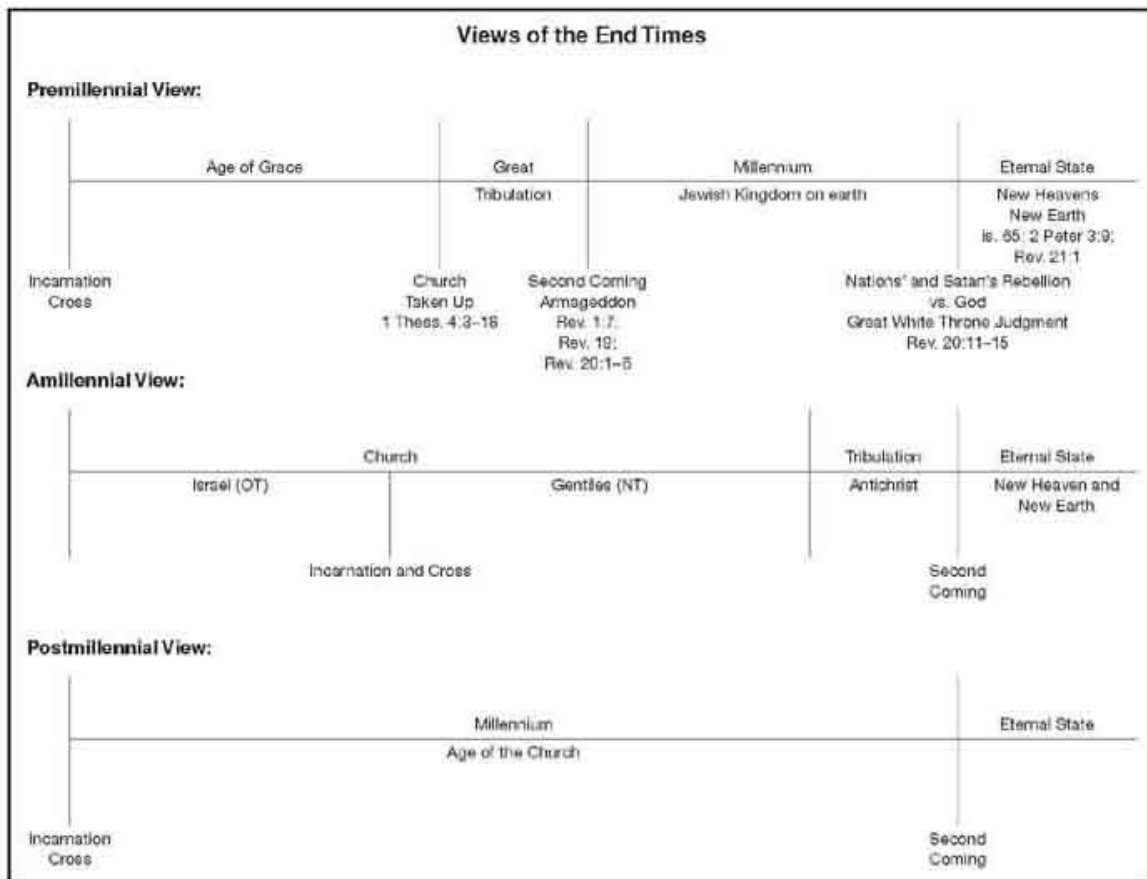 Views of the End Times
Premillennial View:
Age of Grace
Great
Millennium
Eternal State
Tribulation
Jewish Kingdom on earth
New Heavens
New Earth
Is. 65; 2 Peter 3:9;
Rev. 21:1
Incarnation
Cross
Church
Taken Up
1 Thess. 4:3–18
Second Coming
Armageddon
Rev. 1:7,
Rev. 19;
Rev. 20:1–6
Nations' and Satan's Rebellion
vs. God
Great White Throne Judgment
Rev. 20:11–15
Amillennial View:
Church
Tribulation
Eternal State
Israel (OT)
Gentiles (NT)
Antichrist
New Heaven and
New Earth
Incarnation and Cross
Second
Coming
Postmillennial View:
Millennium
Eternal State
Age of the Church
Incarnation
Cross
Second
Coming